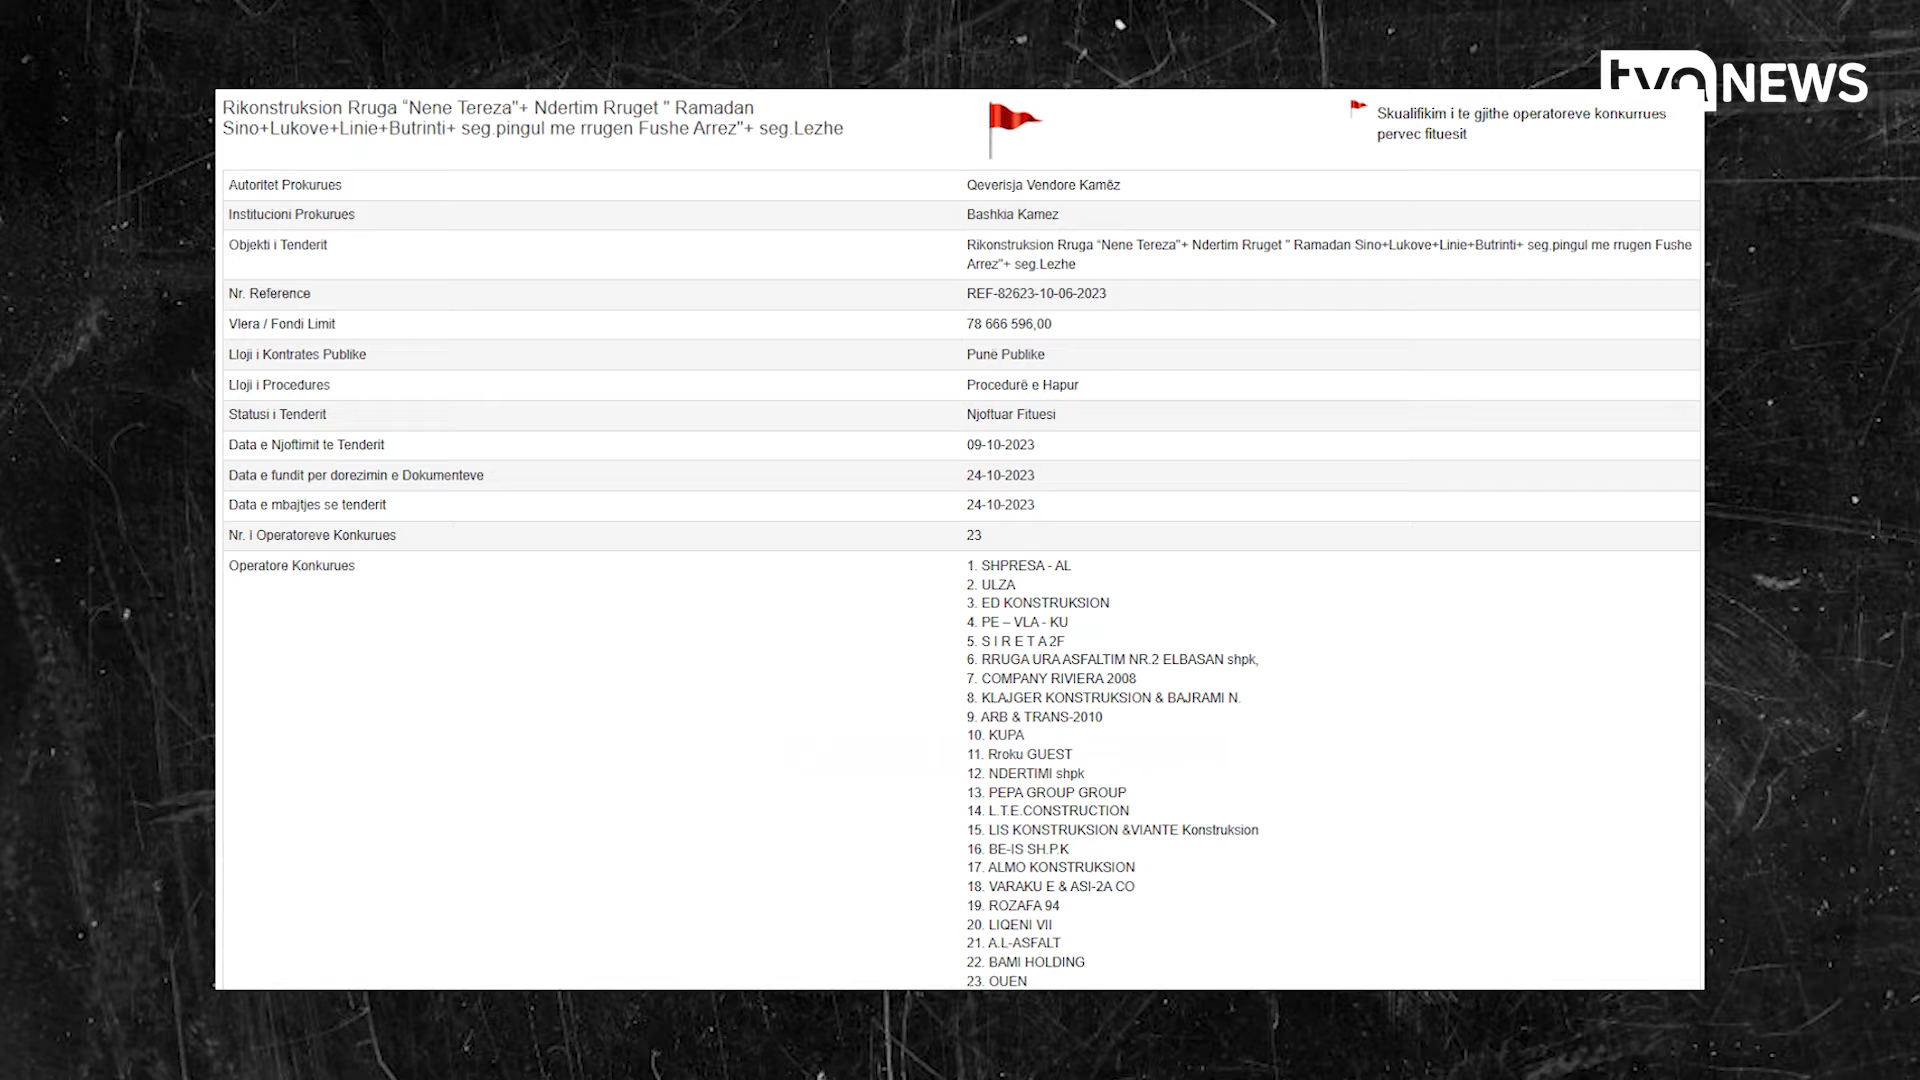 tva NEWS
Rikonstruksion Rruga “Nene Tereza"+ Ndertim Rruget " Ramadan
Sino+Lukove+Linie+Butrinti+ seg.pingul me rrugen Fushe Arrez"+ seg.Lezhe
Skualifikim i te gjithe operatoreve konkurrues
pervec fituesit
Autoritet Prokurues Qeverisja Vendore Kamëz
Institucioni Prokurues Bashkia Kamez
Objekti i Tenderit Rikonstruksion Rruga “Nene Tereza"+ Ndertim Rruget " Ramadan Sino+Lukove+Linie+Butrinti+ seg.pingul me rrugen Fushe
Arrez"+ seg.Lezhe
Nr. Reference REF-82623-10-06-2023
Vlera / Fondi Limit 78 666 596,00
Lloji i Kontrates Publike Punë Publike
Lloji i Procedures Procedurë e Hapur
Statusi i Tenderit Njoftuar Fituesi
Data e Njoftimit te Tenderit 09-10-2023
Data e fundit per dorezimin e Dokumenteve 24-10-2023
Data e mbajtjes se tenderit 24-10-2023
Nr. I Operatoreve Konkurues 23
Operatore Konkurues 1. SHPRESA - AL
2. ULZA
3. ED KONSTRUKSION
4. PE – VLA - KU
5. S I R E T A 2F
6. RRUGA URA ASFALTIM NR.2 ELBASAN shpk,
7. COMPANY RIVIERA 2008
8. KLAJGER KONSTRUKSION & BAJRAMI N.
9. ARB & TRANS-2010
10. KUPA
11. Rroku GUEST
12. NDERTIMI shpk
13. PEPA GROUP GROUP
14. L.T.E.CONSTRUCTION
15. LIS KONSTRUKSION &VIANTE Konstruksion
16. BE-IS SH.P.K
17. ALMO KONSTRUKSION
18. VARAKU E & ASI-2A CO
19. ROZAFA 94
20. LIQENI VII
21. A.L-ASFALT
22. BAMI HOLDING
23. OUEN